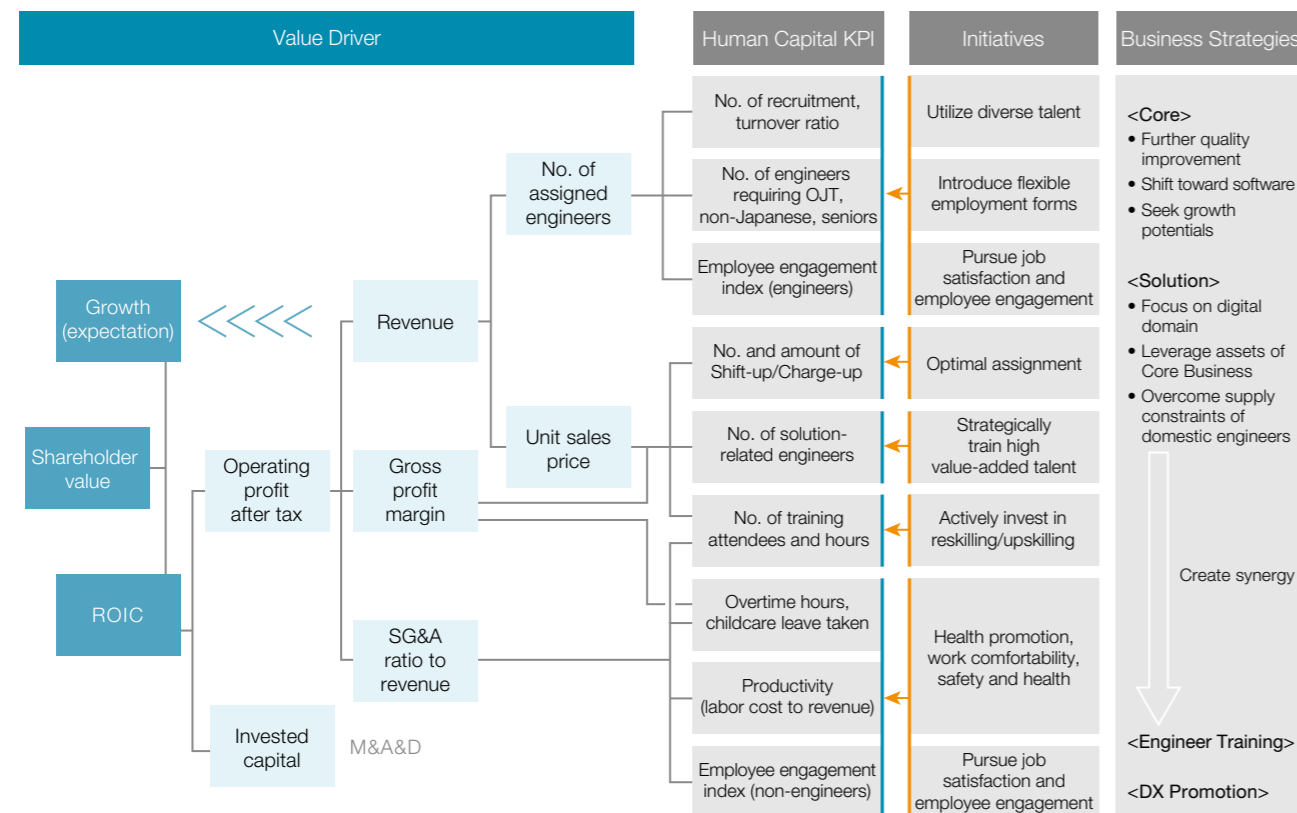 Value Driver
Human Capital KPI
Initiatives
Business Strategies
Growth
(expectation)
Shareholder
value
ROIC
Operating
profit
after tax
Invested
capital
M&A&D
Revenue
Gross
profit
margin
SG&A
ratio to
revenue
No. of
assigned
engineers
Unit sales
price
No. of recruitment,
turnover ratio
No. of engineers
requiring OJT,
non-Japanese, seniors
Employee engagement
index (engineers)
No. and amount of
Shift-up/Charge-up
No. of solution-
related engineers
No. of training
attendees and hours
Overtime hours,
childcare leave taken
Productivity
(labor cost to revenue)
Employee engagement
index (non-engineers)
Utilize diverse talent
Introduce flexible
employment forms
Pursue job
satisfaction and
employee engagement
Optimal assignment
Strategically
train high
value-added talent
Actively invest in
reskilling/upskilling
Health promotion,
work comfortability,
safety and health
Pursue job
satisfaction and
employee engagement
<Core>
• Further quality
improvement
• Shift toward software
• Seek growth
potentials
<Solution>
• Focus on digital
domain
• Leverage assets of
Core Business
• Overcome supply
constraints of
domestic engineers
Create synergy
<Engineer Training>
<DX Promotion>